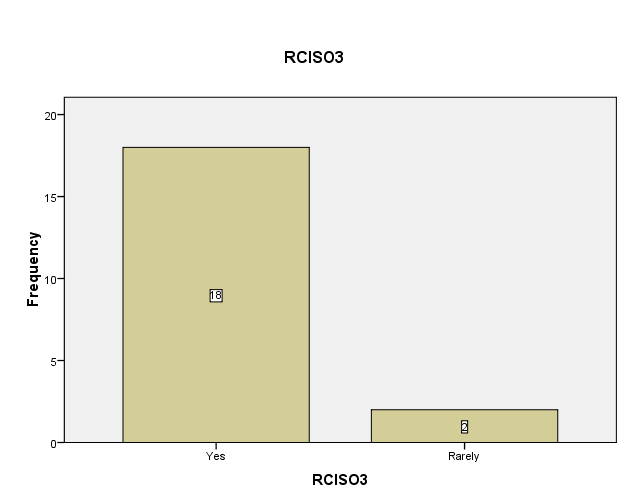 RCISO3
20
15
10
5
0
Frequency
18
2
Yes
Rarely
RCISO3